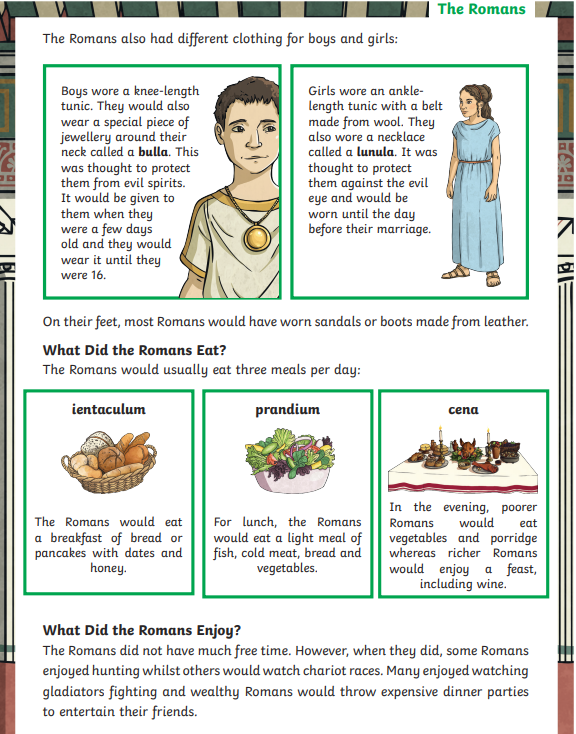 The Romans
The Romans also had different clothing for boys and girls:
Boys wore a knee-length
tunic. They would also
wear a special piece of
jewellery around their
neck called a bulla. This
was thought to protect
them from evil spirits.
It would be given to
them when they
were a few days
old and they would
wear it until they
were 16.
Girls wore an ankle-
length tunic with a belt
made from wool. They
also wore a necklace
called a lunula. It was
thought to protect
them against the evil
eye and would be
worn until the day
before their marriage.
On their feet, most Romans would have worn sandals or boots made from leather.
What Did the Romans Eat?
The Romans would usually eat three meals per day:
ientaculum
The Romans would eat
a breakfast of bread or
pancakes with dates and
honey.
prandium
For lunch, the Romans
would eat a light meal of
fish, cold meat, bread and
vegetables.
cena
In the evening, poorer
Romans would eat
vegetables and porridge
whereas richer Romans
would enjoy a feast,
including wine.
What Did the Romans Enjoy?
The Romans did not have much free time. However, when they did, some Romans
enjoyed hunting whilst others would watch chariot races. Many enjoyed watching
gladiators fighting and wealthy Romans would throw expensive dinner parties
to entertain their friends.